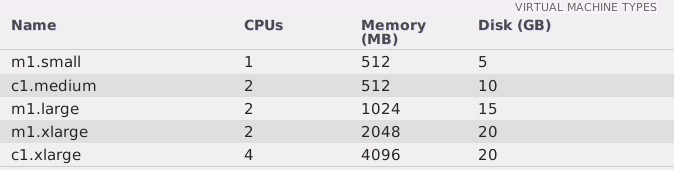 VIRTUAL MACHINE TYPES
Name CPUs Memory (MB) Disk (GB)
m1.small 1 512 5
c1.medium 2 512 10
m1.large 2 1024 15
m1.xlarge 2 2048 20
c1.xlarge 4 4096 20